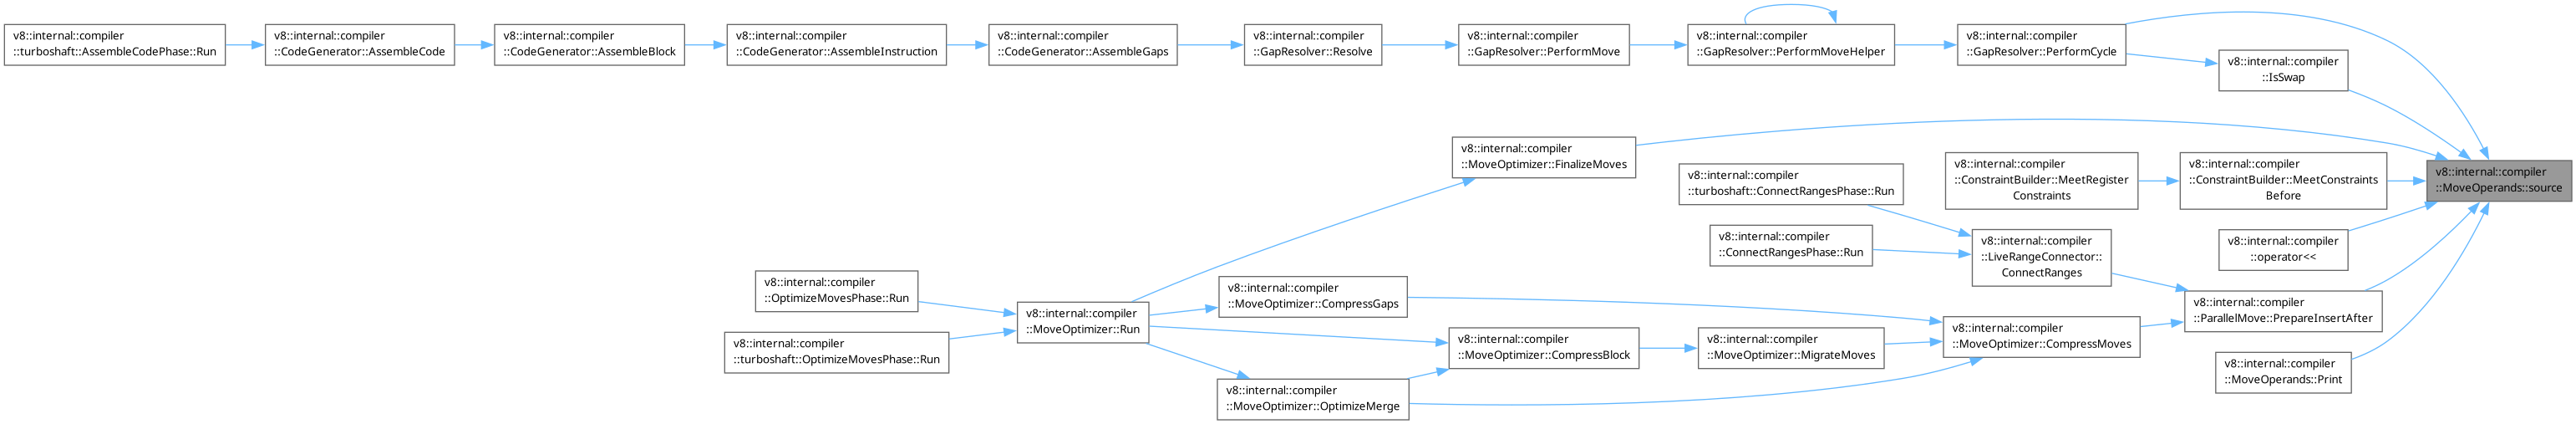 v8::internal::compiler
::turboshaft::AssembleCodePhase::Run
v8::internal::compiler
::CodeGenerator::AssembleCode
v8::internal::compiler
::CodeGenerator::AssembleBlock
v8::internal::compiler
::CodeGenerator::AssembleInstruction
v8::internal::compiler
::CodeGenerator::AssembleGaps
v8::internal::compiler
::GapResolver::Resolve
v8::internal::compiler
::GapResolver::PerformMove
v8::internal::compiler
::GapResolver::PerformMoveHelper
v8::internal::compiler
::GapResolver::PerformCycle
v8::internal::compiler
::IsSwap
v8::internal::compiler
::MoveOptimizer::FinalizeMoves
v8::internal::compiler
::turboshaft::ConnectRangesPhase::Run
v8::internal::compiler
::ConstraintBuilder::MeetRegister
Constraints
v8::internal::compiler
::ConstraintBuilder::MeetConstraints
Before
v8::internal::compiler
::MoveOperands::source
v8::internal::compiler
::ConnectRangesPhase::Run
v8::internal::compiler
::LiveRangeConnector::
ConnectRanges
v8::internal::compiler
::operator<<
v8::internal::compiler
::OptimizeMovesPhase::Run
v8::internal::compiler
::turboshaft::OptimizeMovesPhase::Run
v8::internal::compiler
::MoveOptimizer::Run
v8::internal::compiler
::MoveOptimizer::CompressGaps
v8::internal::compiler
::MoveOptimizer::CompressBlock
v8::internal::compiler
::MoveOptimizer::MigrateMoves
v8::internal::compiler
::MoveOptimizer::CompressMoves
v8::internal::compiler
::ParallelMove::PrepareInsertAfter
v8::internal::compiler
::MoveOptimizer::OptimizeMerge
v8::internal::compiler
::MoveOperands::Print